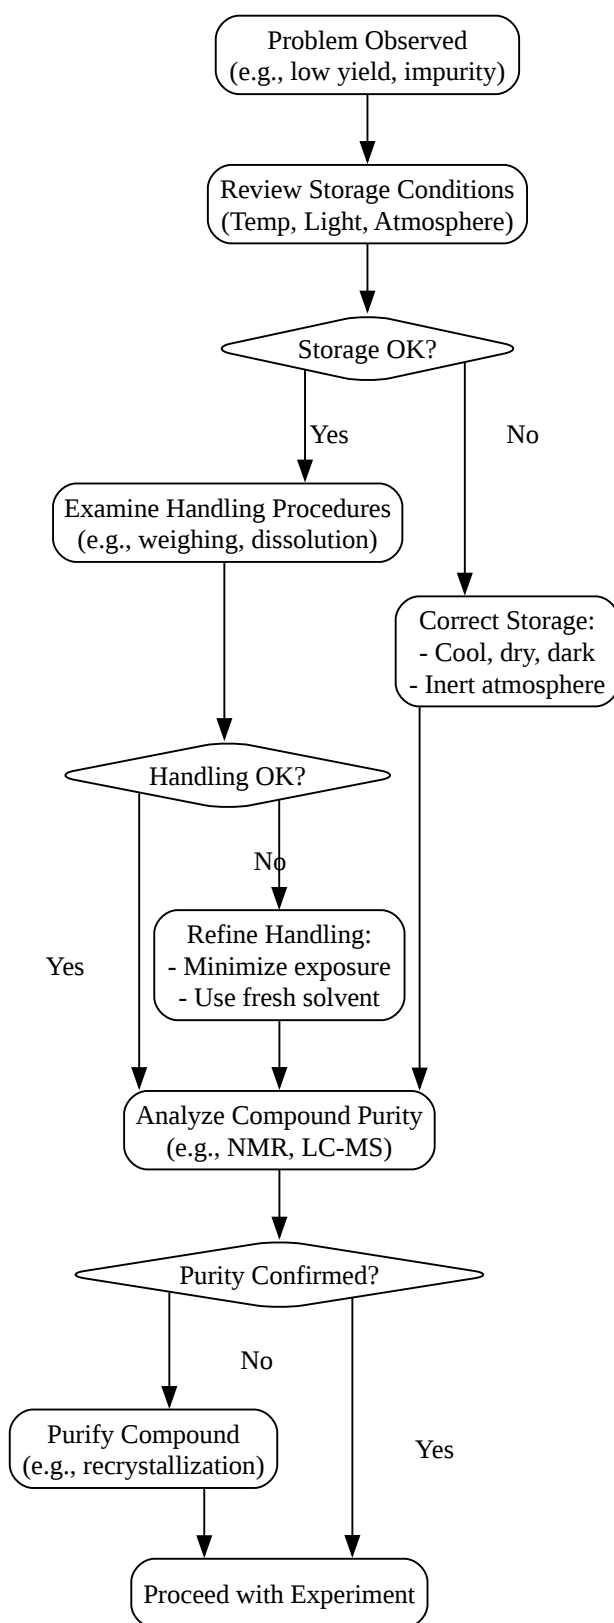 Problem Observed
(e.g., low yield, impurity)
Review Storage Conditions
(Temp, Light, Atmosphere)
Storage OK?
Yes
No
Examine Handling Procedures
(e.g., weighing, dissolution)
Correct Storage:
- Cool, dry, dark
- Inert atmosphere
Handling OK?
No
Yes
Refine Handling:
- Minimize exposure
- Use fresh solvent
Analyze Compound Purity
(e.g., NMR, LC-MS)
Purity Confirmed?
No
Yes
Purify Compound
(e.g., recrystallization)
Proceed with Experiment